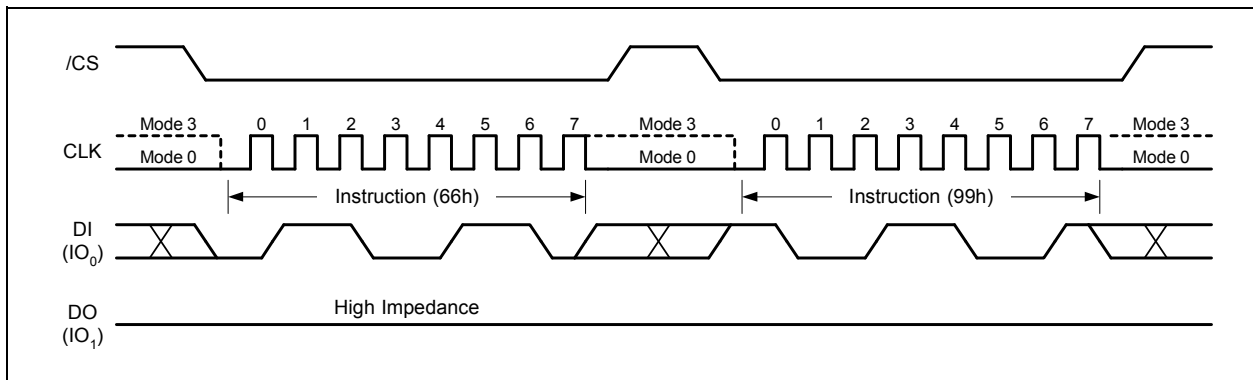 /CS
Mode 3 0 1 2 3 4 5 6 7 Mode 3 0 1 2 3 4 5 6 7 Mode 3
CLK
Mode 0 Mode 0 Mode 0
Instruction (66h) Instruction (99h)
DI
(IO0)
High Impedance
DO
(IO1)